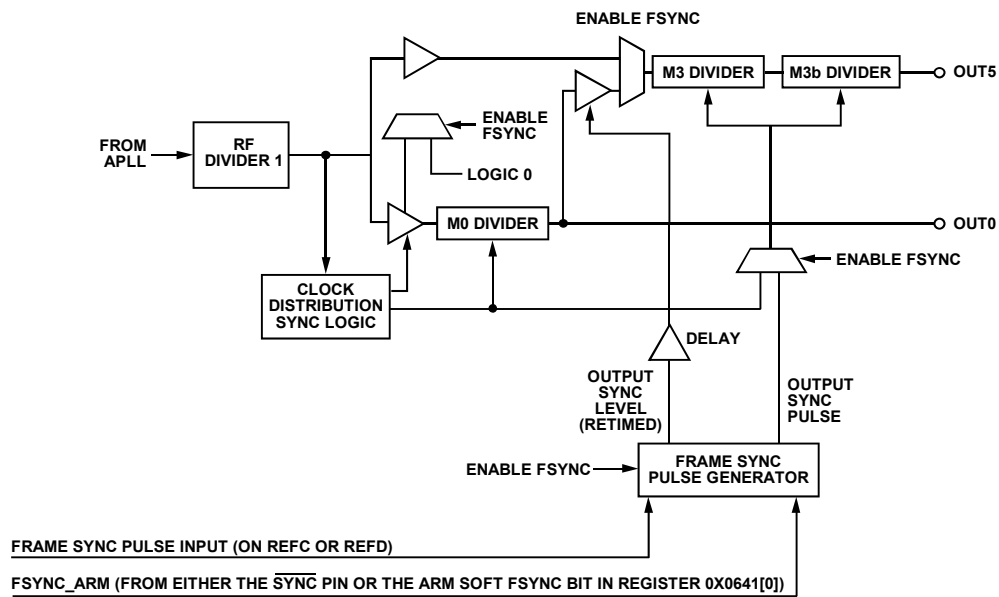 ENABLE FSYNC
M3 DIVIDER
M3b DIVIDER
OUT5
ENABLE
FSYNC
FROM
APLL
RF
DIVIDER 1
LOGIC 0
M0 DIVIDER
OUT0
ENABLE FSYNC
CLOCK
DISTRIBUTION
SYNC LOGIC
DELAY
OUTPUT
SYNC
LEVEL
(RETIMED)
OUTPUT
SYNC
PULSE
ENABLE FSYNC
FRAME SYNC
PULSE GENERATOR
FRAME SYNC PULSE INPUT (ON REFC OR REFD)
FSYNC_ARM (FROM EITHER THE SYNC PIN OR THE ARM SOFT FSYNC BIT IN REGISTER 0X0641[0])